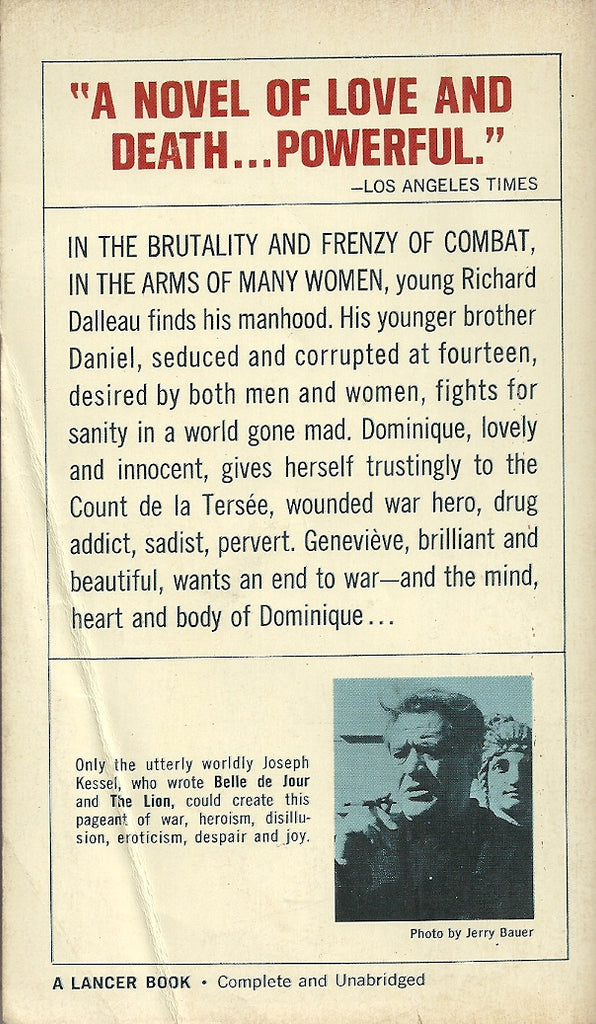 "A NOVEL OF LOVE AND
DEATH...POWERFUL."
—LOS ANGELES TIMES
IN THE BRUTALITY AND FRENZY OF COMBAT,
IN THE ARMS OF MANY WOMEN, young Richard
Dalleau finds his manhood. His younger brother
Daniel, seduced and corrupted at fourteen,
desired by both men and women, fights for
sanity in a world gone mad. Dominique, lovely
and innocent, gives herself trustingly to the
Count de la Tersée, wounded war hero, drug
addict, sadist, pervert. Geneviève, brilliant and
beautiful, wants an end to war—and the mind,
heart and body of Dominique...
Only the utterly worldly Joseph
Kessel, who wrote Belle de Jour
and The Lion, could create this
pageant of war, heroism, disillu-
sion, eroticism, despair and joy.
Photo by Jerry Bauer
A LANCER BOOK • Complete and Unabridged